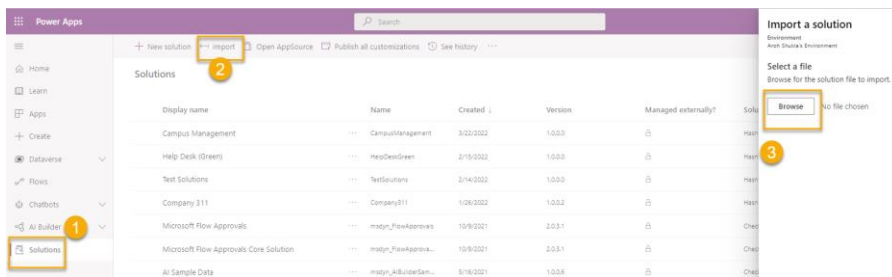 Power Apps
Search
Import a solution
Environment
Arsh Shukla's Environment
Select a file
Browse for the solution file to import.
Browse
No file chosen
3
New solution
Import
Open AppSource
Publish all customizations
See history
2
Solutions
Home
Learn
Apps
Create
Dataverse
Flows
Chatbots
AI Builder
1
Solutions
Display name Name Created Version Managed externally?
Campus Management CampusManagement 3/22/2022 1.0.0.0
Help Desk (Green) HelpDeskGreen 2/15/2022 1.0.0.0
Test Solutions TestSolutions 2/14/2022 1.0.0.0
Company 311 Company311 1/26/2022 1.0.0.2
Microsoft Flow Approvals msdyn_FlowApprovals 10/9/2021 2.0.3.1
Microsoft Flow Approvals Core Solution msdyn_FlowApprova... 10/9/2021 2.0.3.1
AI Sample Data msdyn_AIBuilderSam... 5/16/2021 1.0.0.6